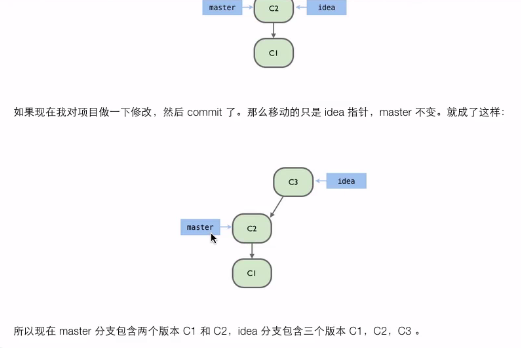 master C2 idea
C1
如果现在我对项目做一下修改，然后 commit 了。那么移动的只是 idea 指针，master 不变。就成了这样：
C3 idea
master C2
C1
所以现在 master 分支包含两个版本 C1 和 C2，idea 分支包含三个版本 C1，C2，C3 。